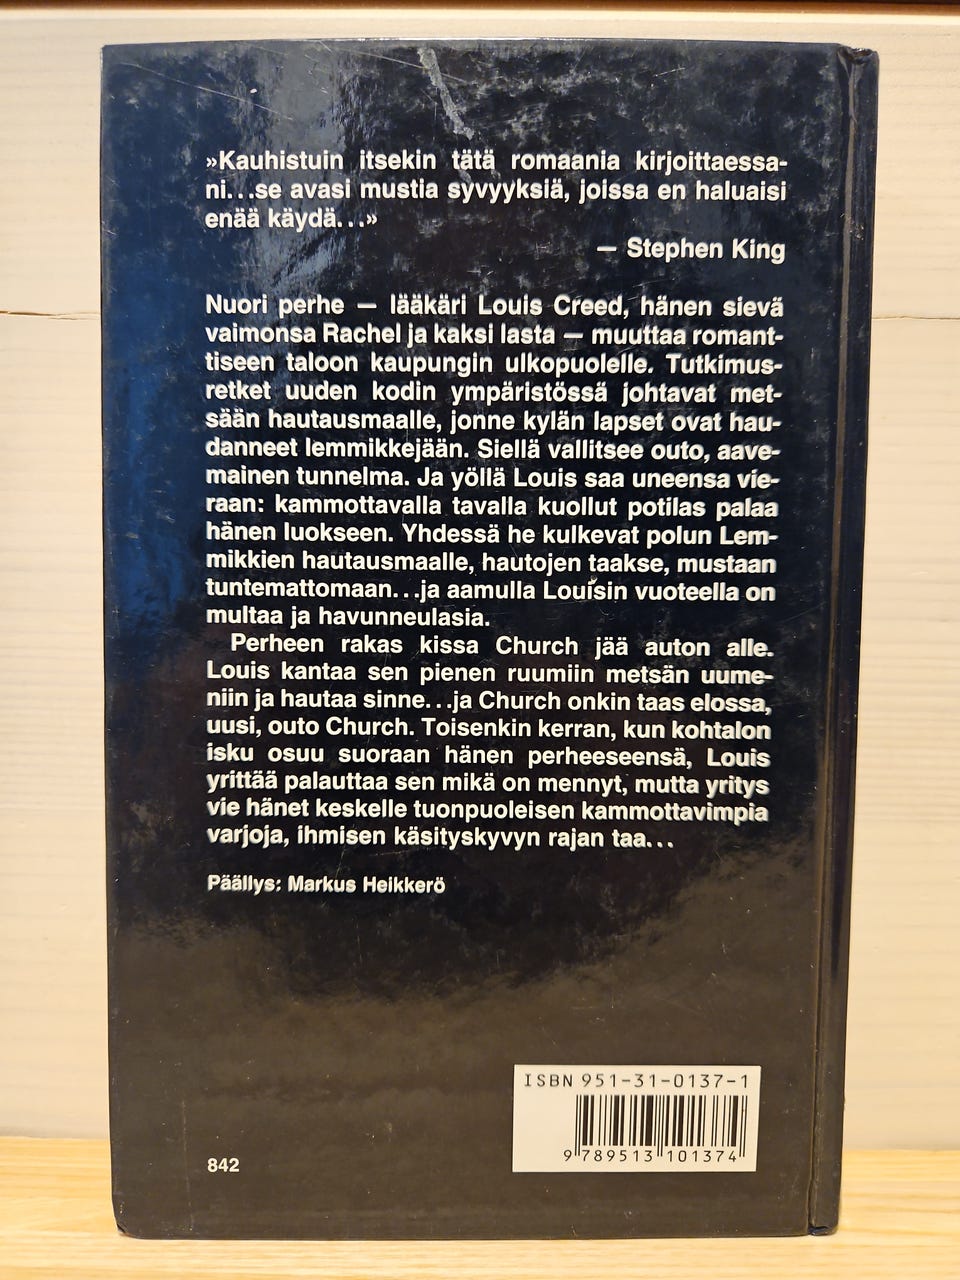 »Kauhistuin itsekin tätä romaania kirjoittaessa-
ni...se avasi mustia syvyyksiä, joissa en haluaisi
enää käydä...»
— Stephen King
Nuori perhe — lääkäri Louis Creed, hänen sievä
vaimonsa Rachel ja kaksi lasta — muuttaa romant-
tiseen taloon kaupungin ulkopuolelle. Tutkimus-
retket uuden kodin ympäristössä johtavat met-
sään hautausmaalle, jonne kylän lapset ovat hau-
danneet lemmikkejään. Siellä vallitsee outo, aave-
mainen tunnelma. Ja yöllä Louis saa uneensa vie-
raan: kammottavalla tavalla kuollut potilas palaa
hänen luokseen. Yhdessä he kulkevat polun Lem-
mikkien hautausmaalle, hautojen taakse, mustaan
tuntemattomaan...ja aamulla Louisin vuoteella on
multaa ja havunneulasia.
Perheen rakas kissa Church jää auton alle.
Louis kantaa sen pienen ruumiin metsän uume-
niin ja hautaa sinne...ja Church onkin taas elossa,
uusi, outo Church. Toisenkin kerran, kun kohtalon
isku osuu suoraan hänen perheeseensä, Louis
yrittää palauttaa sen mikä on mennyt, mutta yritys
vie hänet keskelle tuonpuoleisen kammottavimpia
varjoja, ihmisen käsityskyvyn rajan taa...
Päällys: Markus Heikkerö
ISBN 951-31-0137-1
9 789513 101374
842